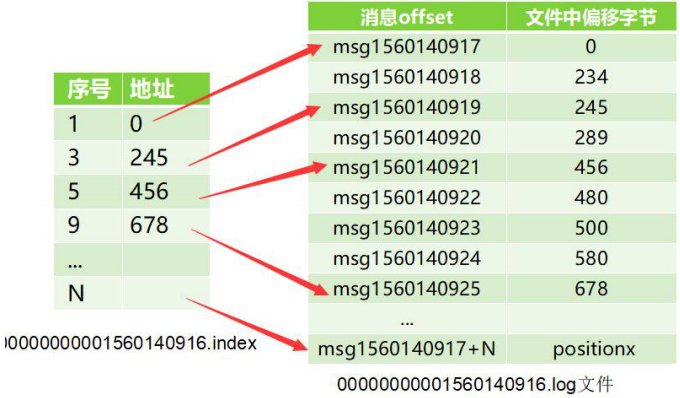 序号 地址
1 0
3 245
5 456
9 678
...
N
00000000001560140916.index
消息offset 文件中偏移字节
msg1560140917 0
msg1560140918 234
msg1560140919 245
msg1560140920 289
msg1560140921 456
msg1560140922 480
msg1560140923 500
msg1560140924 580
msg1560140925 678
...
msg1560140917+N positionx
00000000001560140916.log文件